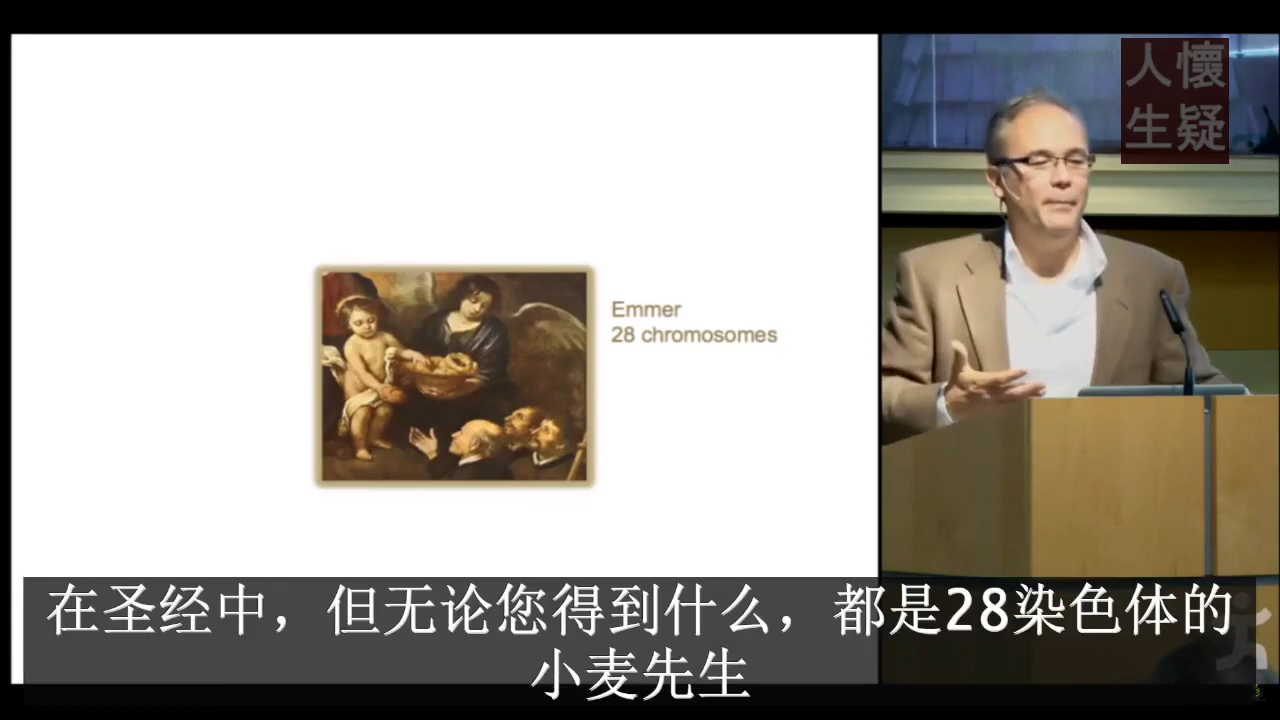 懷疑
人生
Emmer
28 chromosomes
在圣经中，但无论您得到什么，都是28染色体的
小麦先生